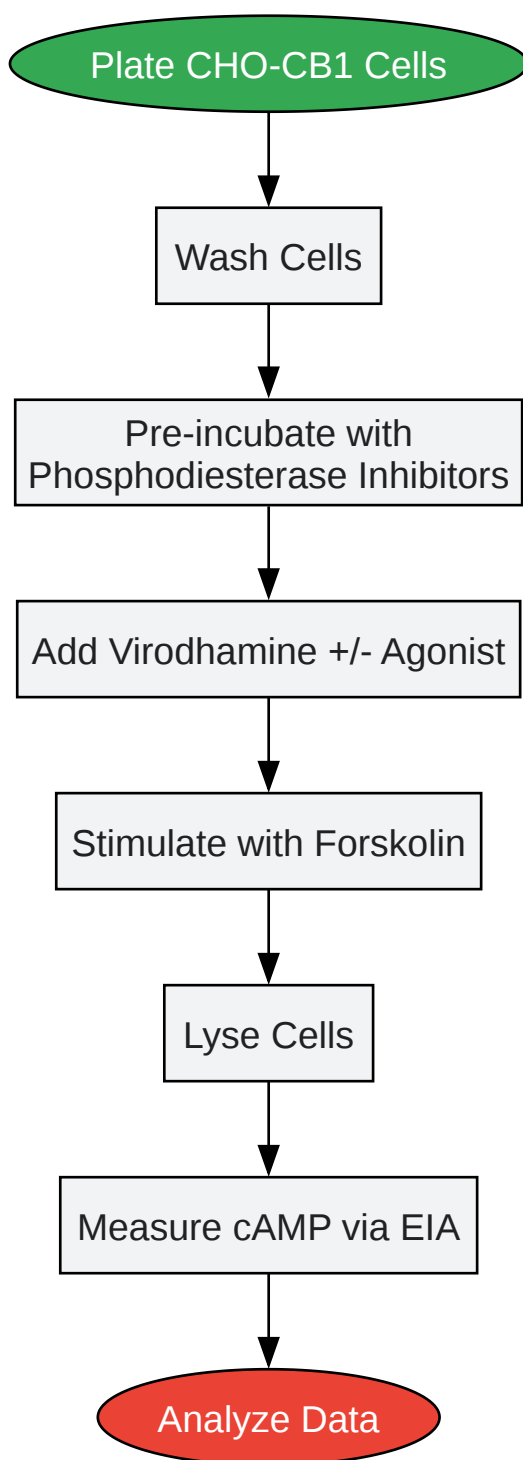 Plate CHO-CB1 Cells
Wash Cells
Pre-incubate with
Phosphodiesterase Inhibitors
Add Virodhamine +/- Agonist
Stimulate with Forskolin
Lyse Cells
Measure cAMP via EIA
Analyze Data